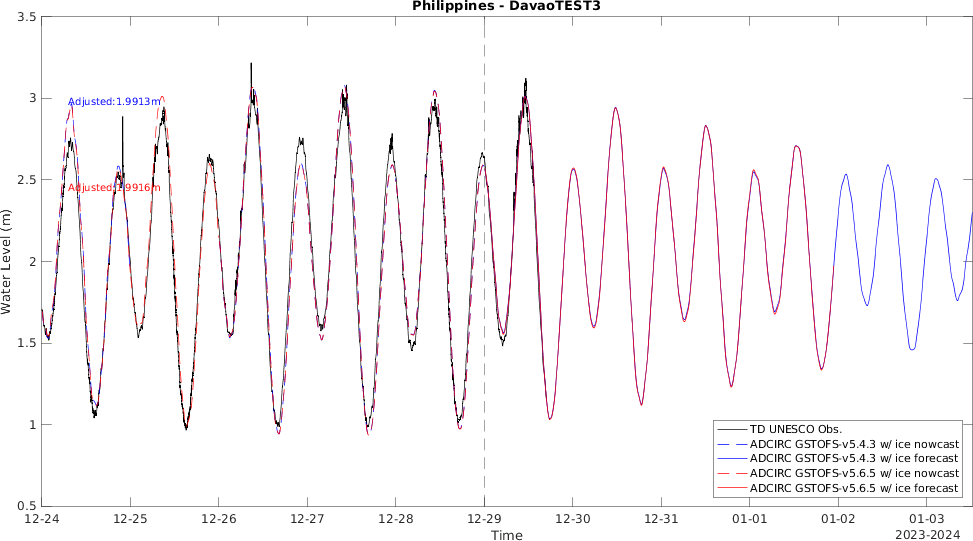 Philippines - DavaoTEST3
3.5
3
2.5
2
1.5
1
0.5
Water Level (m)
Adjusted:1.9913m
Adjusted:1.9916m
TD UNESCO Obs.
ADCIRC GSTOFS-v5.4.3 w/ ice nowcast
ADCIRC GSTOFS-v5.4.3 w/ ice forecast
ADCIRC GSTOFS-v5.6.5 w/ ice nowcast
ADCIRC GSTOFS-v5.6.5 w/ ice forecast
12-24 12-25 12-26 12-27 12-28 12-29 12-30 12-31 01-01 01-02 01-03
Time
2023-2024